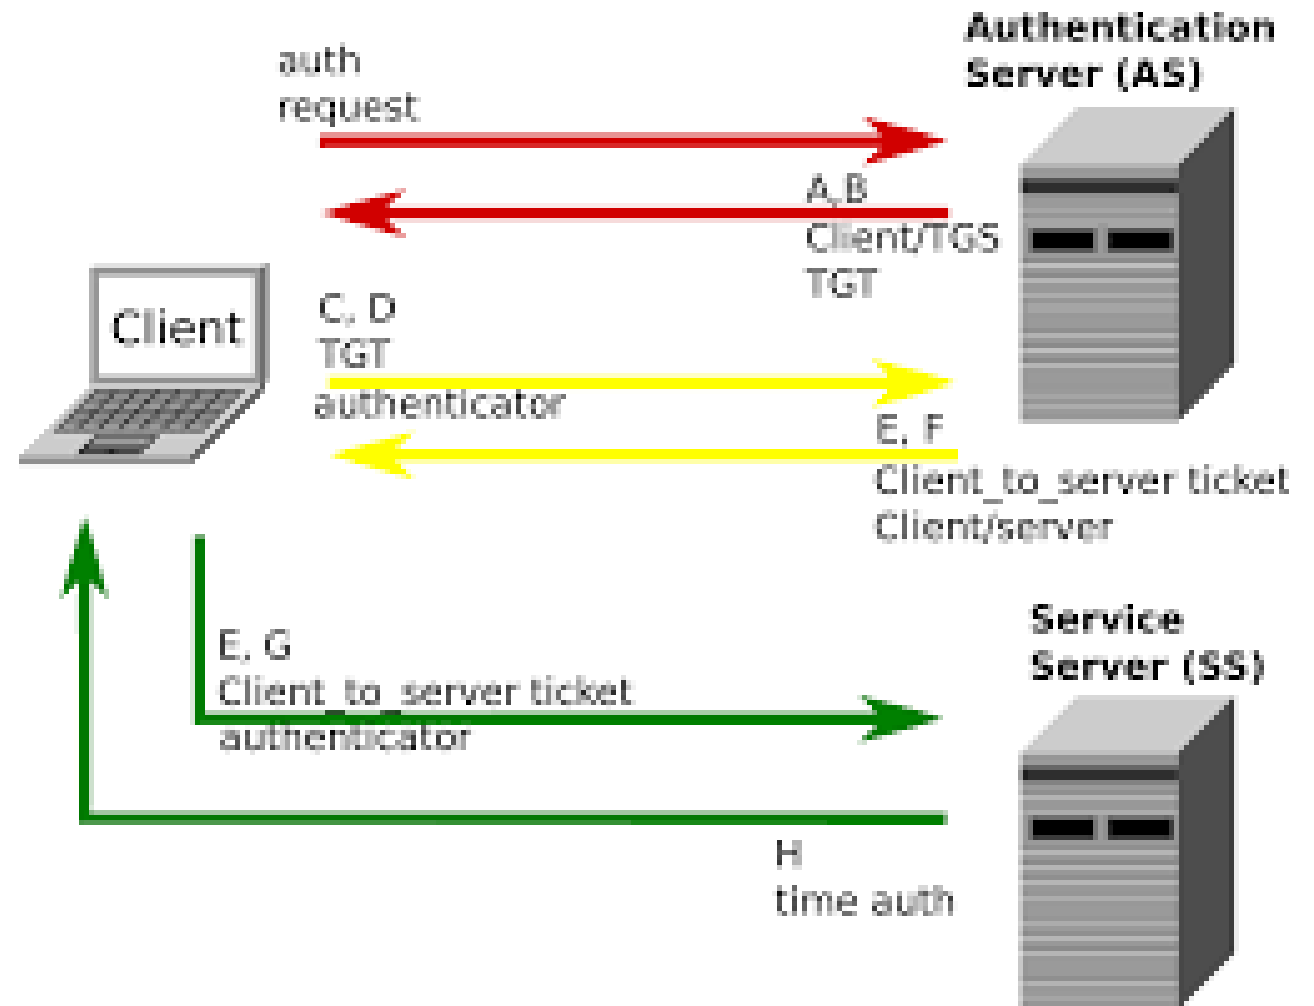 auth
request
Authentication
Server (AS)
A,B
Client/TGS
TGT
Client
C, D
TGT
authenticator
E, F
Client_to_server ticket
Client/server
E, G
Client_to_server ticket
authenticator
Service
Server (SS)
H
time auth